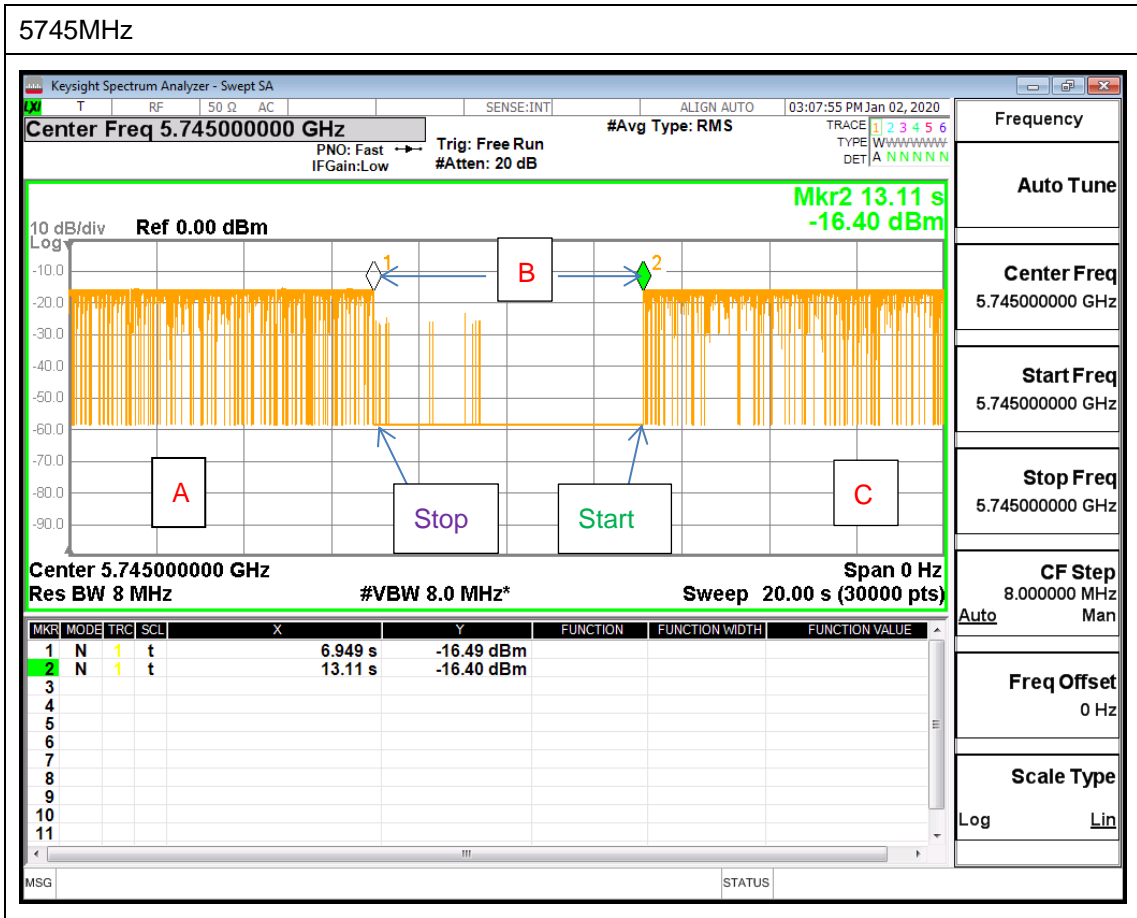 5745MHz
Keysight Spectrum Analyzer - Swept SA
LXI T RF 50 Ω AC SENSE:INT ALIGN AUTO 03:07:55 PM Jan 02, 2020
Center Freq 5.745000000 GHz
PNO: Fast
IFGain:Low
Trig: Free Run
#Atten: 20 dB
#Avg Type: RMS
TRACE 1 2 3 4 5 6
TYPE WWWWWWW
DET A N N N N N
Mkr2 13.11 s
-16.40 dBm
10 dB/div Ref 0.00 dBm
Log
1
2
B
-10.0
-20.0
-30.0
-40.0
-50.0
-60.0
-70.0
-80.0
-90.0
A
Stop
Start
C
Center 5.745000000 GHz Span 0 Hz
Res BW 8 MHz #VBW 8.0 MHz* Sweep 20.00 s (30000 pts)
MKR MODE TRC SCL X Y FUNCTION FUNCTION WIDTH FUNCTION VALUE
1 N 1 t 6.949 s -16.49 dBm
2 N 1 t 13.11 s -16.40 dBm
3
4
5
6
7
8
9
10
11
MSG STATUS
Frequency
Auto Tune
Center Freq
5.745000000 GHz
Start Freq
5.745000000 GHz
Stop Freq
5.745000000 GHz
CF Step
8.000000 MHz
Auto Man
Freq Offset
0 Hz
Scale Type
Log Lin